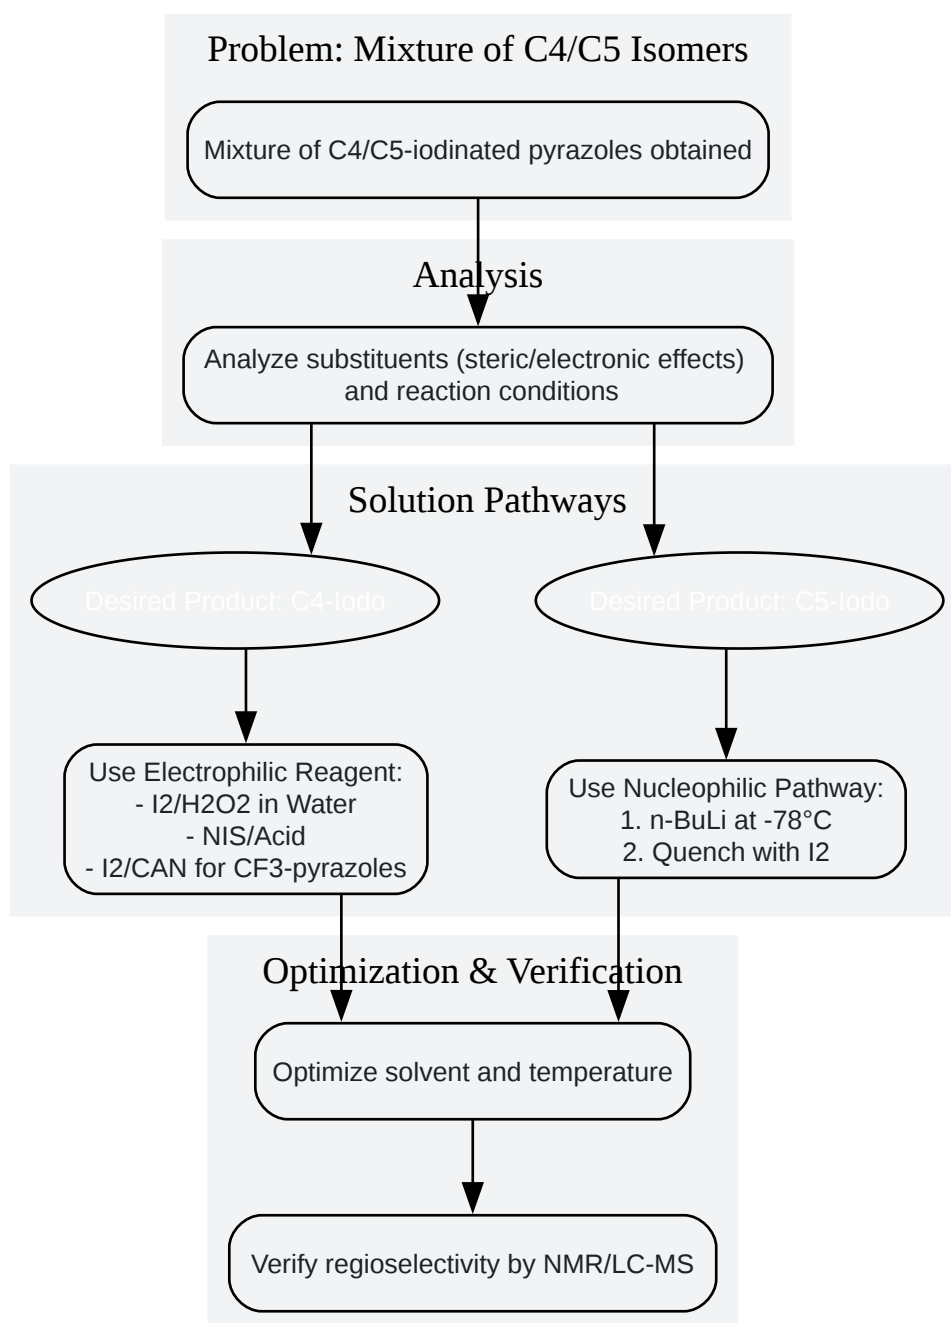 Problem: Mixture of C4/C5 Isomers
Mixture of C4/C5-iodinated pyrazoles obtained
Analysis
Analyze substituents (steric/electronic effects)
and reaction conditions
Solution Pathways
Desired Product: C4-Iodo
Desired Product: C5-Iodo
Use Electrophilic Reagent:
- I2/H2O2 in Water
- NIS/Acid
- I2/CAN for CF3-pyrazoles
Use Nucleophilic Pathway:
1. n-BuLi at -78°C
2. Quench with I2
Optimization & Verification
Optimize solvent and temperature
Verify regioselectivity by NMR/LC-MS